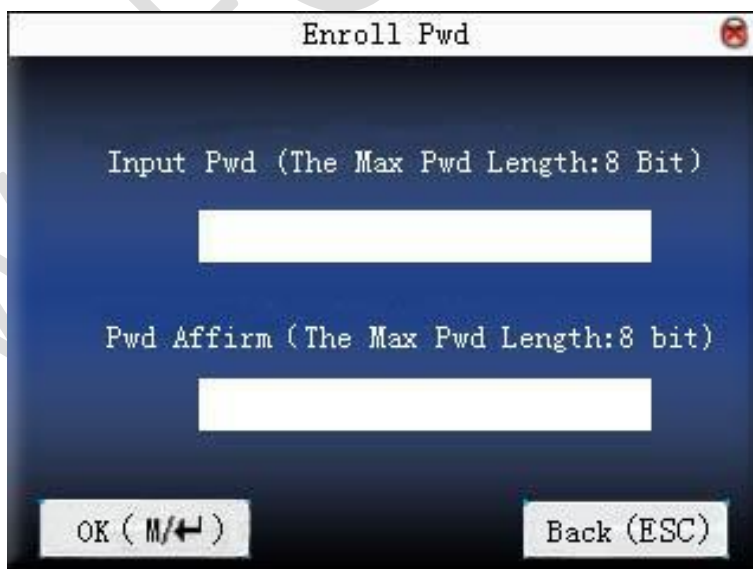 Enroll Pwd
Input Pwd (The Max Pwd Length:8 Bit)
Pwd Affirm (The Max Pwd Length:8 bit)
OK ( M/↵ )
Back (ESC)